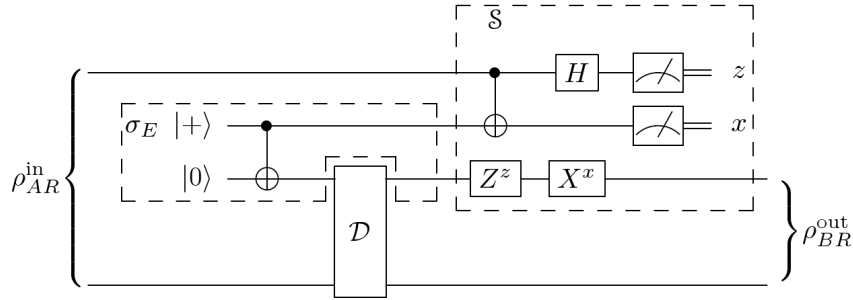 𝒮
H z
σ_E |+⟩ x
ρ^in_AR |0⟩ Z^z X^x
𝒟 ρ^out_BR